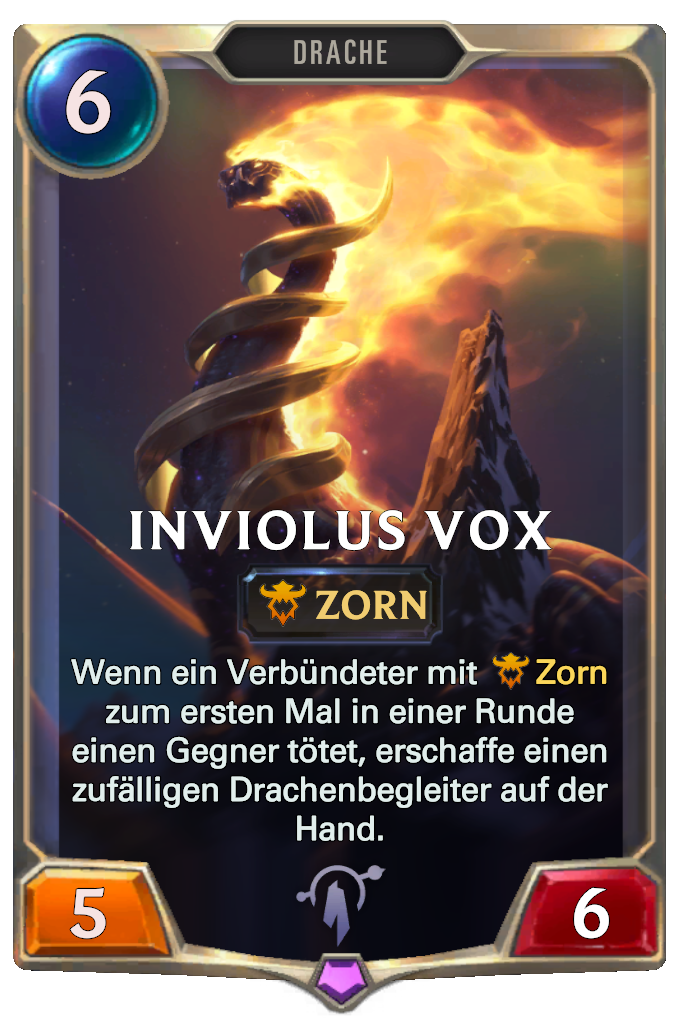 DRACHE
6
INVIOLUS VOX
ZORN
Wenn ein Verbündeter mit Zorn
zum ersten Mal in einer Runde
einen Gegner tötet, erschaffe einen
zufälligen Drachenbegleiter auf der
Hand.
5
6